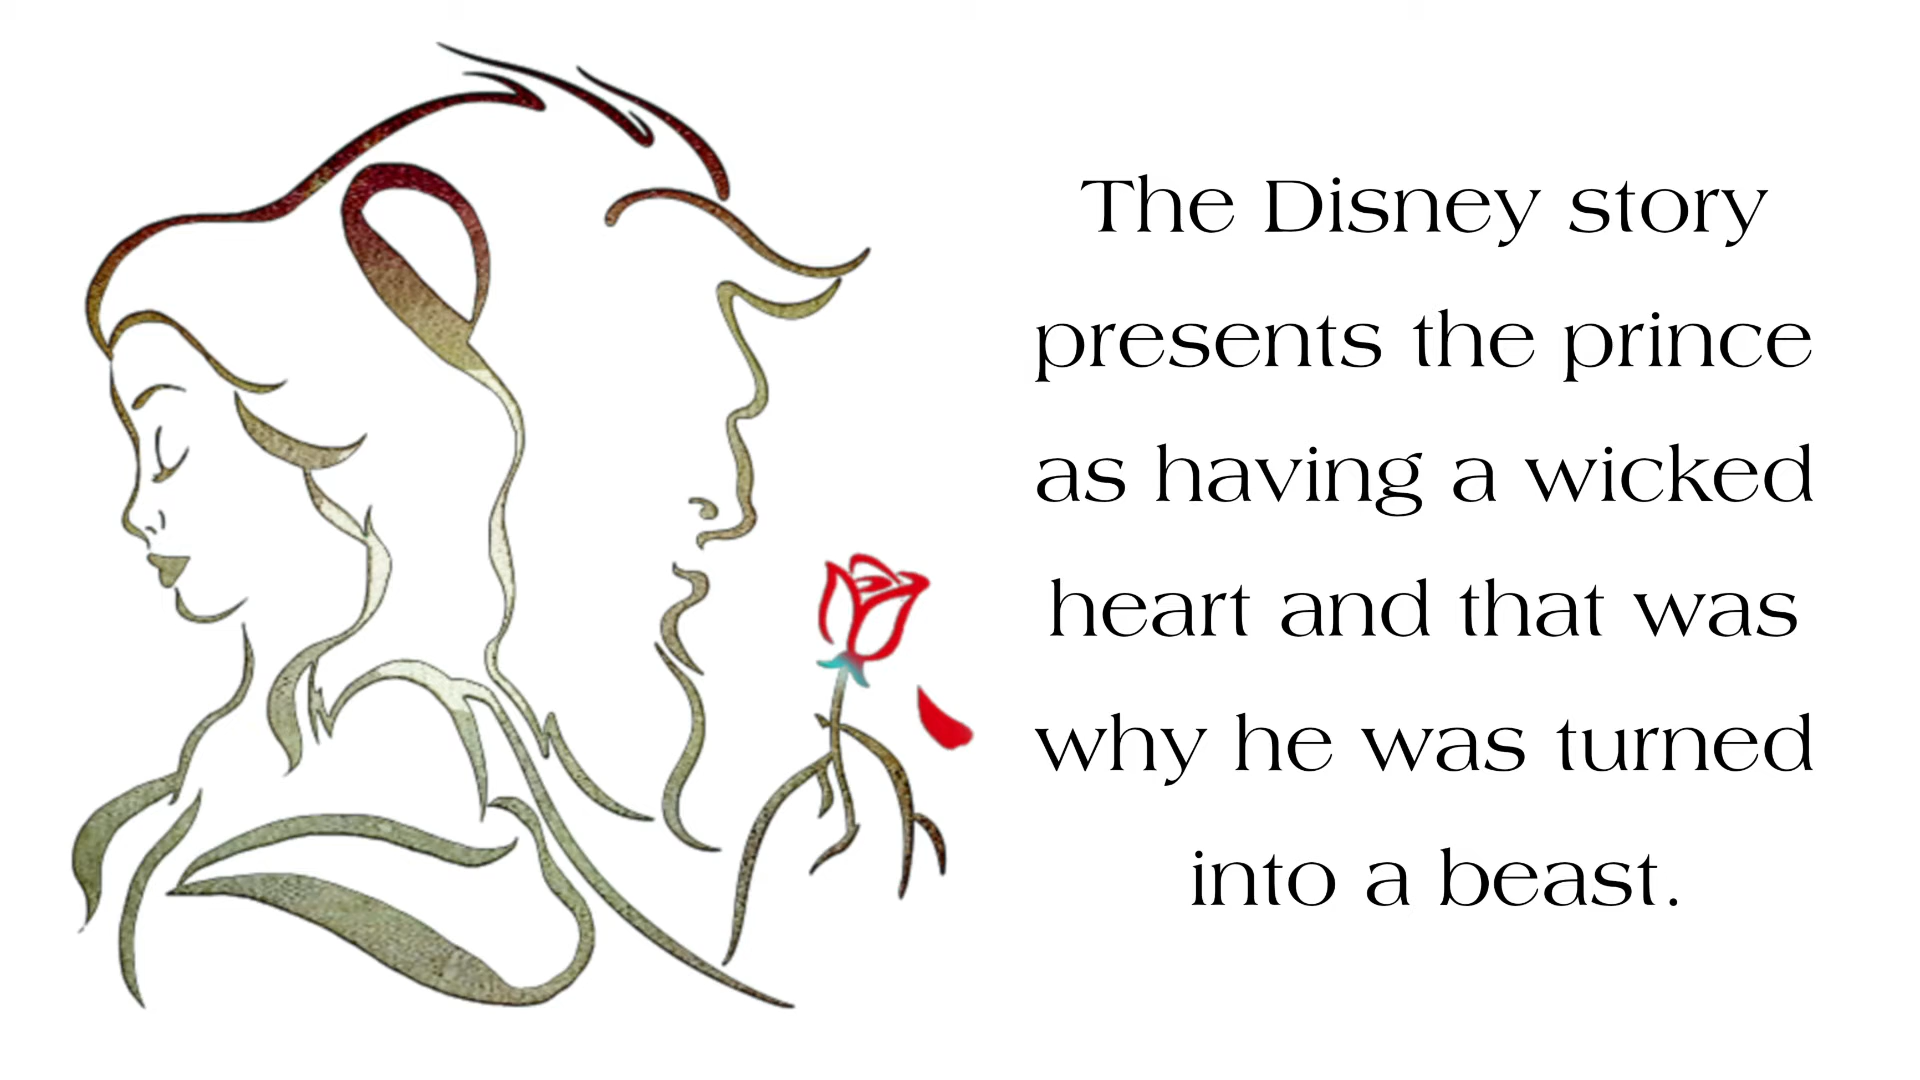 The Disney story
presents the prince
as having a wicked
heart and that was
why he was turned
into a beast.